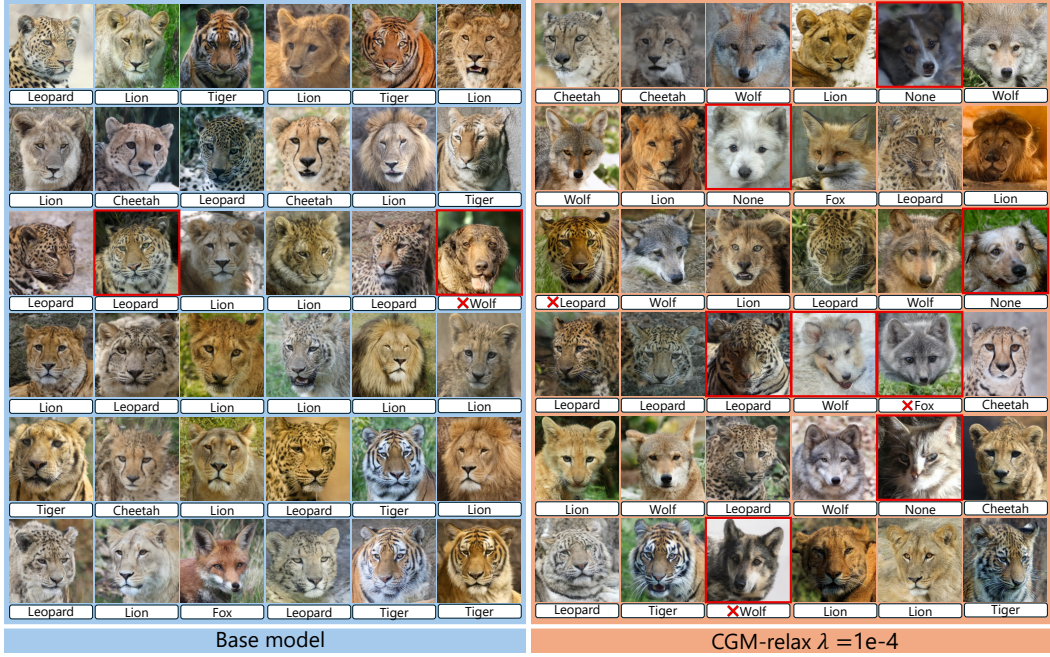 Leopard Lion Tiger Lion Tiger Lion
Lion Cheetah Leopard Cheetah Lion Tiger
Leopard Leopard Lion Lion Leopard ×Wolf
Lion Leopard Lion Lion Lion Lion
Tiger Cheetah Lion Leopard Tiger Lion
Leopard Lion Fox Leopard Tiger Tiger
Base model
Cheetah Cheetah Wolf Lion None Wolf
Wolf Lion None Fox Leopard Lion
×Leopard Wolf Lion Leopard Wolf None
Leopard Leopard Leopard Wolf ×Fox Cheetah
Lion Wolf Leopard Wolf None Cheetah
Leopard Tiger ×Wolf Lion Lion Tiger
CGM-relax λ =1e-4